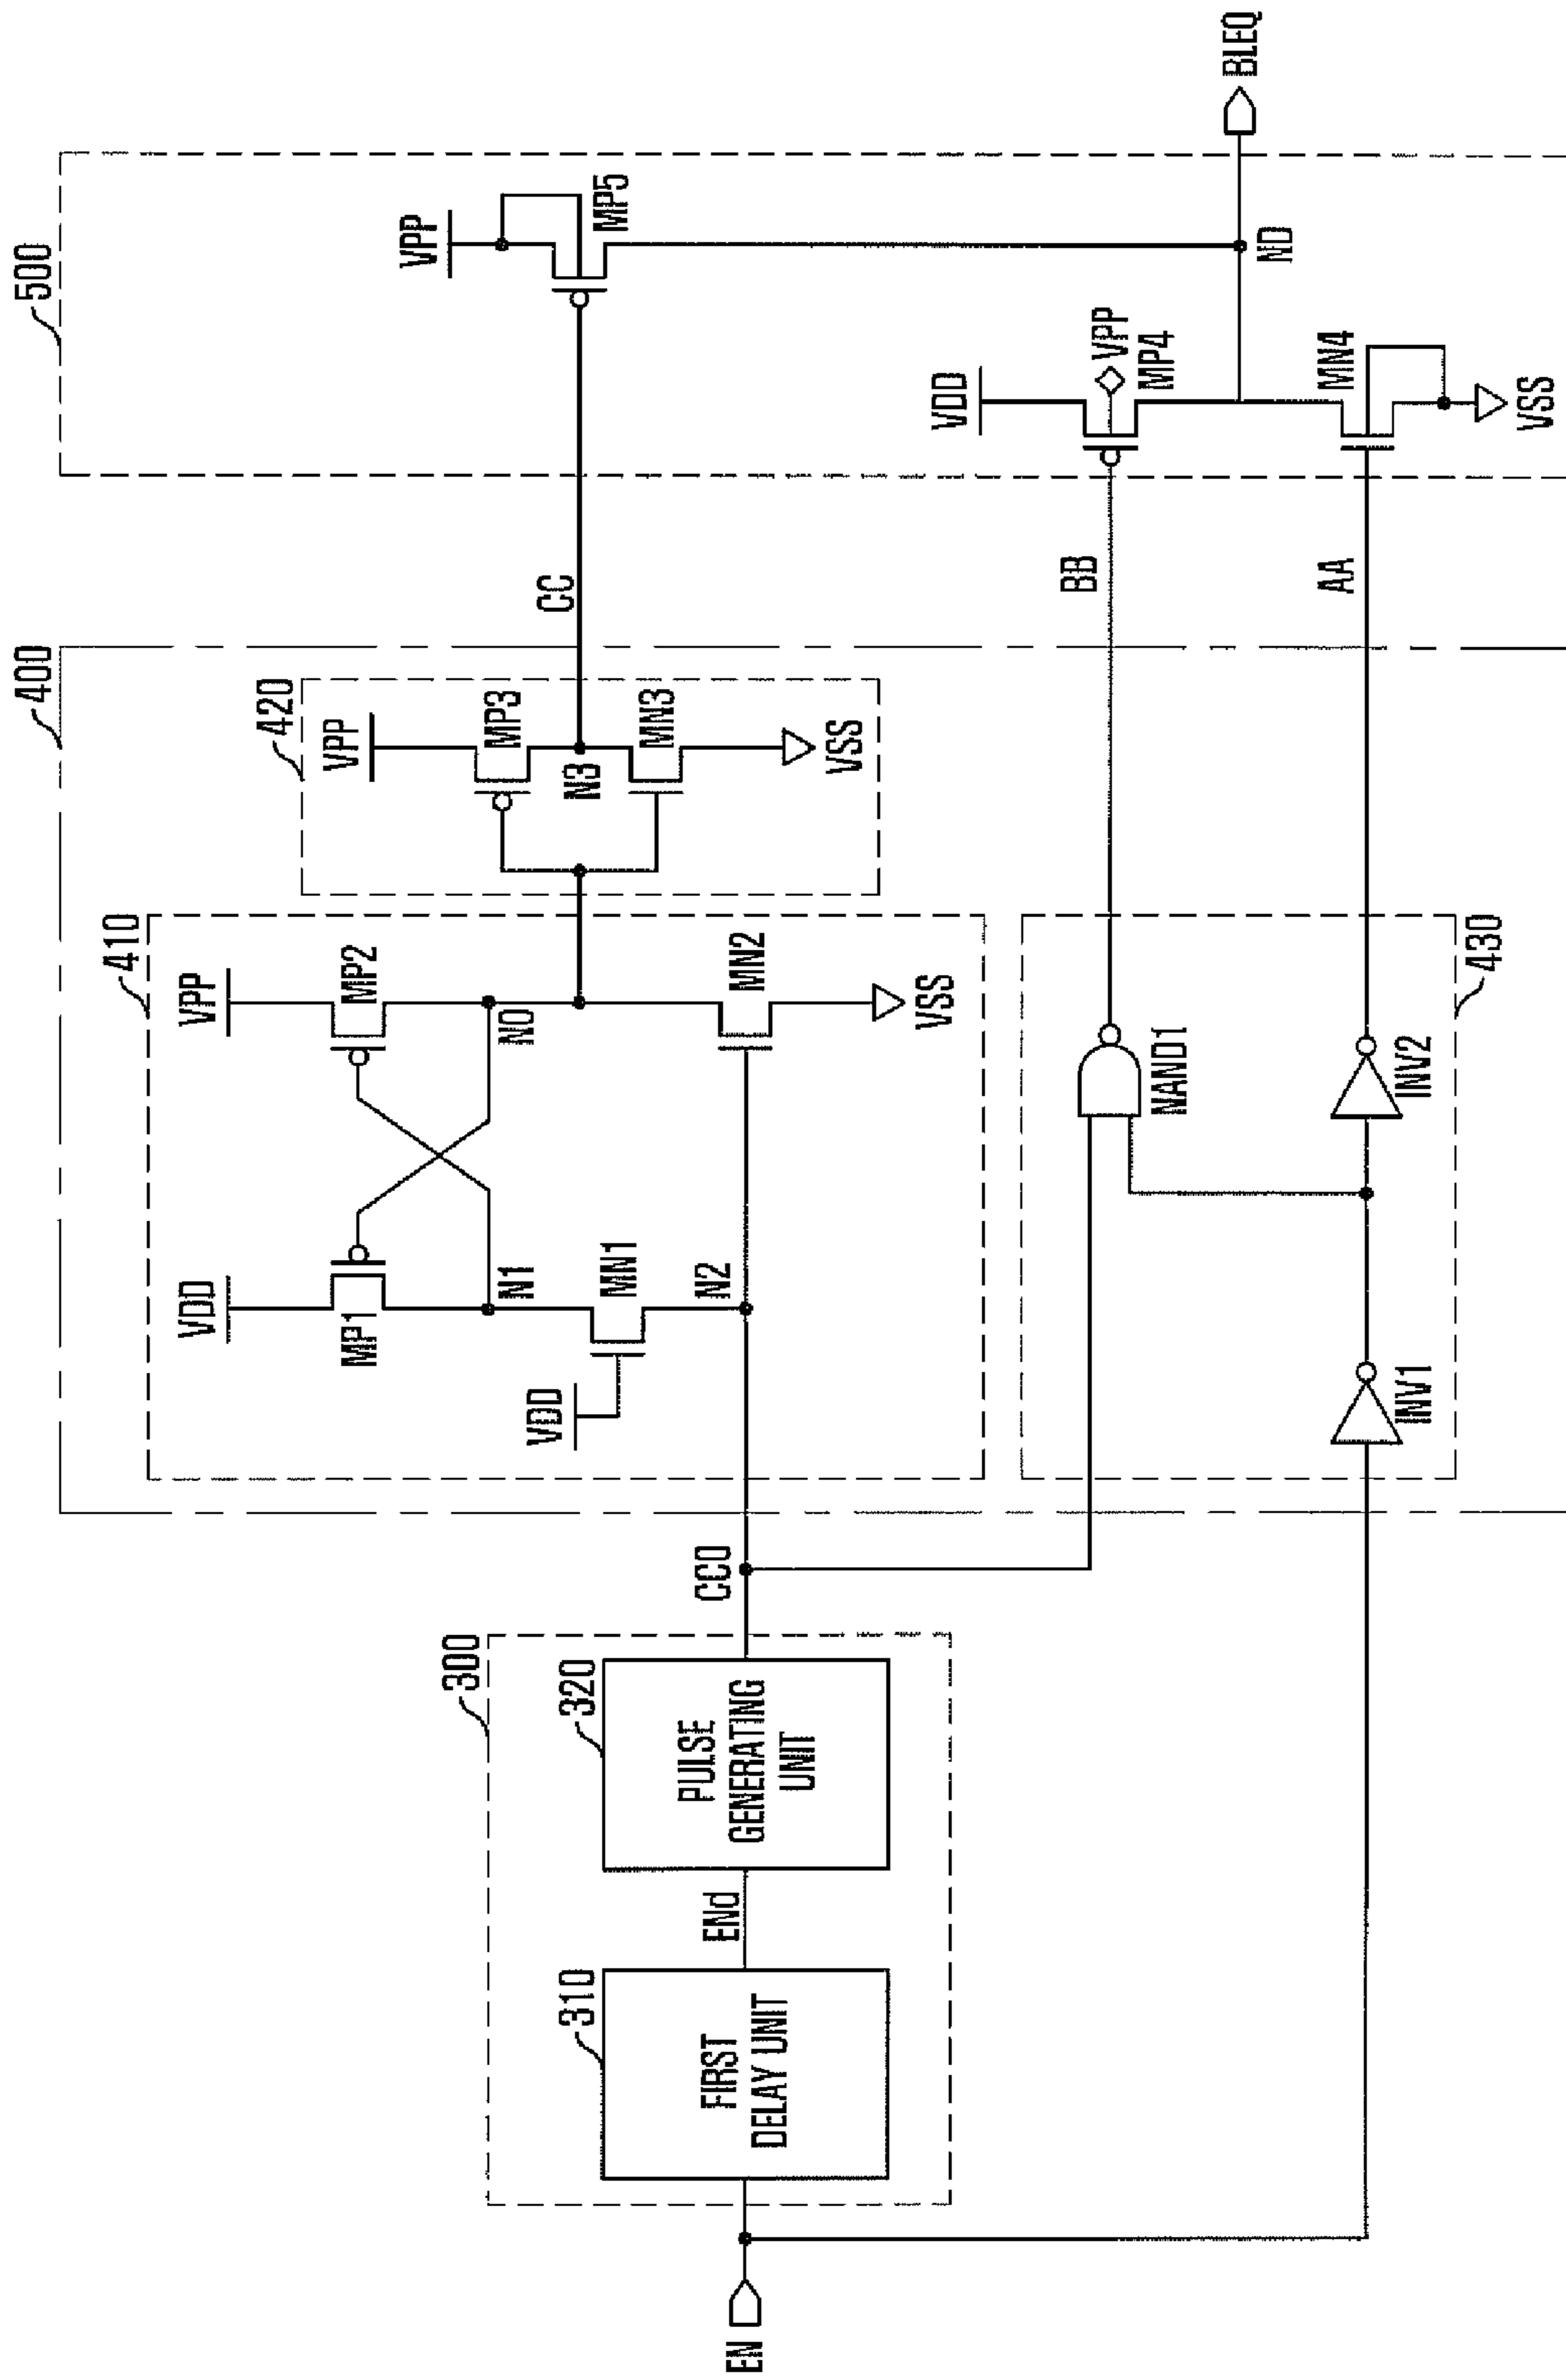 EN
300
310
FIRST
DELAY UNIT
ENd
320
PULSE
GENERATING
UNIT
CC0
400
410
VDD
MP1
VDD
N1
MN1
N2
VPP
MP2
N0
MN2
VSS
420
VPP
MP3
N3
MN3
VSS
CC
430
INV1
NAND1
INV2
BB
AA
500
VPP
MP5
VDD
VPP
MP4
MN4
VSS
ND
BLEQ